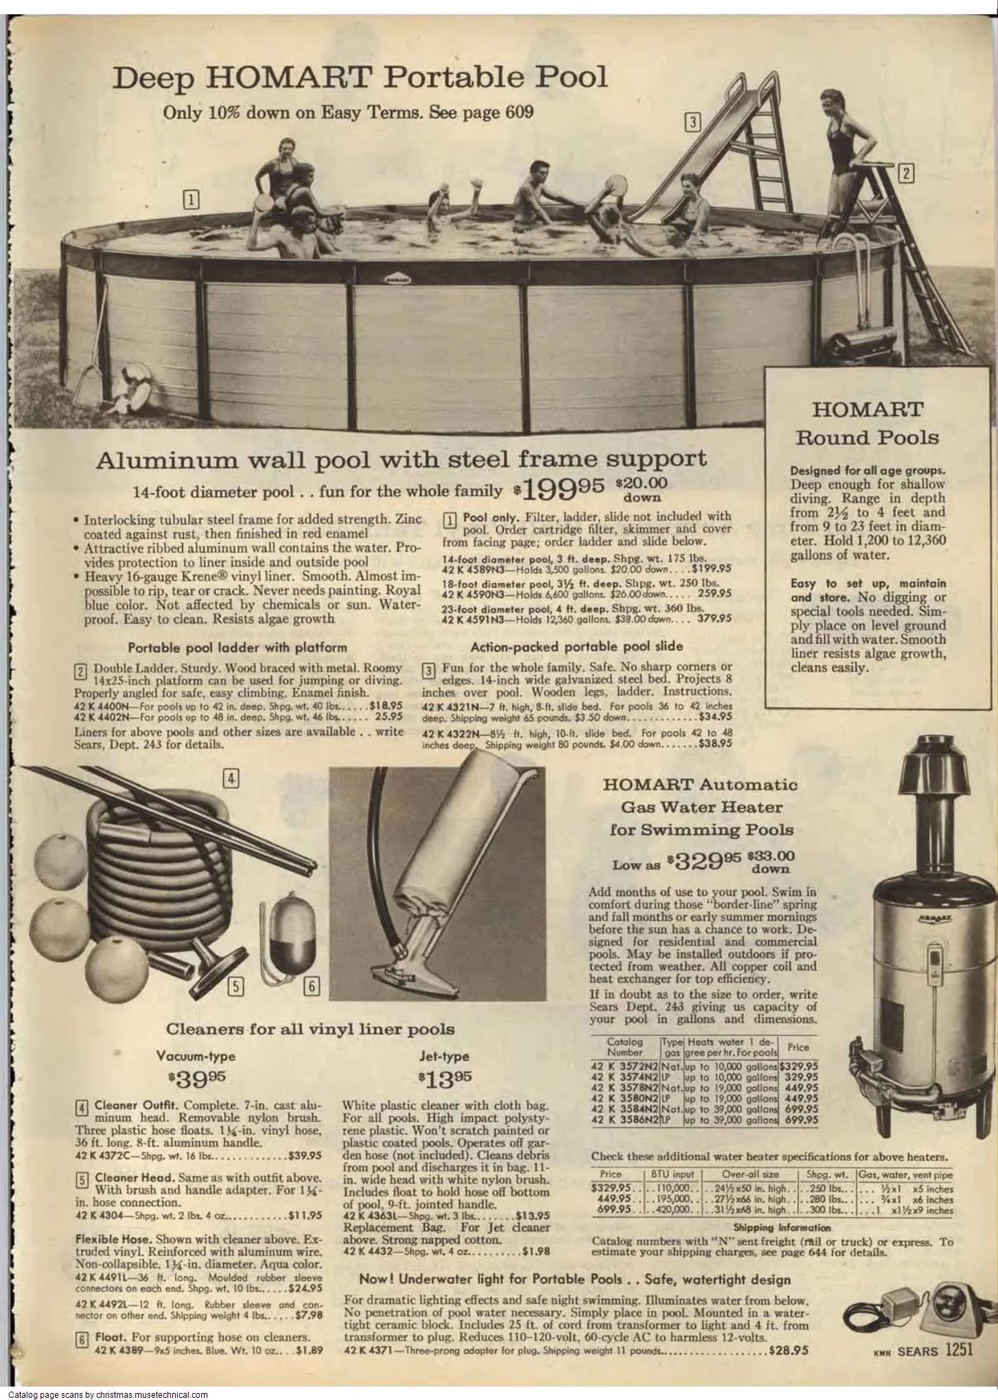 Deep HOMART Portable Pool
Only 10% down on Easy Terms. See page 609
1
3
2
HOMART
Aluminum wall pool with steel frame support
14-foot diameter pool . . fun for the whole family $199.95 $20.00 down
• Interlocking tubular steel frame for added strength. Zinc
coated against rust, then finished in red enamel
• Attractive ribbed aluminum wall contains the water. Pro-
vides protection to liner inside and outside pool
• Heavy 16-gauge Krene® vinyl liner. Smooth. Almost im-
possible to rip, tear or crack. Never needs painting. Royal
blue color. Not affected by chemicals or sun. Water-
proof. Easy to clean. Resists algae growth
1 Pool only. Filter, ladder, slide not included with
pool. Order cartridge filter, skimmer and cover
from facing page; order ladder and slide below.
14-foot diameter pool, 3 ft. deep. Shpg. wt. 175 lbs.
42 K 4589N3—Holds 3,500 gallons. $20.00 down....$199.95
18-foot diameter pool, 3½ ft. deep. Shpg. wt. 250 lbs.
42 K 4590N3—Holds 6,600 gallons. $26.00 down..... 259.95
23-foot diameter pool, 4 ft. deep. Shpg. wt. 360 lbs.
42 K 4591N3—Holds 12,360 gallons. $38.00 down.... 379.95
Portable pool ladder with platform
2 Double Ladder. Sturdy. Wood braced with metal. Roomy
14x25-inch platform can be used for jumping or diving.
Properly angled for safe, easy climbing. Enamel finish.
42 K 4400N—For pools up to 42 in. deep. Shpg. wt. 40 lbs......$18.95
42 K 4402N—For pools up to 48 in. deep. Shpg. wt. 46 lbs...... 25.95
Liners for above pools and other sizes are available . . write
Sears, Dept. 243 for details.
Action-packed portable pool slide
3 Fun for the whole family. Safe. No sharp corners or
edges. 14-inch wide galvanized steel bed. Projects 8
inches over pool. Wooden legs, ladder. Instructions.
42 K 4321N—7 ft. high, 8-ft. slide bed. For pools 36 to 42 inches
deep. Shipping weight 65 pounds. $3.50 down.............$34.95
42 K 4322N—8½ ft. high, 10-ft. slide bed. For pools 42 to 48
inches deep. Shipping weight 80 pounds. $4.00 down.......$38.95
HOMART
Round Pools
Designed for all age groups.
Deep enough for shallow
diving. Range in depth
from 2½ to 4 feet and
from 9 to 23 feet in diam-
eter. Hold 1,200 to 12,360
gallons of water.
Easy to set up, maintain
and store. No digging or
special tools needed. Sim-
ply place on level ground
and fill with water. Smooth
liner resists algae growth,
cleans easily.
4
5
6
Cleaners for all vinyl liner pools
Vacuum-type
$39.95
4 Cleaner Outfit. Complete. 7-in. cast alu-
minum head. Removable nylon brush.
Three plastic hose floats. 1¼-in. vinyl hose,
36 ft. long. 8-ft. aluminum handle.
42 K 4372C—Shpg. wt. 16 lbs.............$39.95
5 Cleaner Head. Same as with outfit above.
With brush and handle adapter. For 1¼-
in. hose connection.
42 K 4304—Shpg. wt. 2 lbs. 4 oz...........$11.95
Flexible Hose. Shown with cleaner above. Ex-
truded vinyl. Reinforced with aluminum wire.
Non-collapsible. 1¼-in. diameter. Aqua color.
42 K 4491L—36 ft. long. Moulded rubber sleeve
connectors on each end. Shpg. wt. 10 lbs......$24.95
42 K 4492L—12 ft. long. Rubber sleeve and con-
nector on other end. Shipping weight 4 lbs......$7.98
6 Float. For supporting hose on cleaners.
42 K 4389—9x5 inches. Blue. Wt. 10 oz....$1.89
Jet-type
$13.95
White plastic cleaner with cloth bag.
For all pools. High impact polysty-
rene plastic. Won't scratch painted or
plastic coated pools. Operates off gar-
den hose (not included). Cleans debris
from pool and discharges it in bag. 11-
in. wide head with white nylon brush.
Includes float to hold hose off bottom
of pool, 9-ft. jointed handle.
42 K 4363L—Shpg. wt. 3 lbs........$13.95
Replacement Bag. For Jet cleaner
above. Strong napped cotton.
42 K 4432—Shpg. wt. 4 oz..........$1.98
HOMART Automatic
Gas Water Heater
for Swimming Pools
Low as $329.95 $33.00 down
Add months of use to your pool. Swim in
comfort during those "border-line" spring
and fall months or early summer mornings
before the sun has a chance to work. De-
signed for residential and commercial
pools. May be installed outdoors if pro-
tected from weather. All copper coil and
heat exchanger for top efficiency.
If in doubt as to the size to order, write
Sears Dept. 243 giving us capacity of
your pool in gallons and dimensions.
Catalog Number | Type gas | Heats water 1 de-gree per hr. For pools | Price
42 K 3572N2 | Nat. | up to 10,000 gallons | $329.95
42 K 3574N2 | LP | up to 10,000 gallons | 329.95
42 K 3578N2 | Nat. | up to 19,000 gallons | 449.95
42 K 3580N2 | LP | up to 19,000 gallons | 449.95
42 K 3584N2 | Nat. | up to 39,000 gallons | 699.95
42 K 3586N2 | LP | up to 39,000 gallons | 699.95
HOMART
Check these additional water heater specifications for above heaters.
Price | BTU input | Over-all size | Shpg. wt. | Gas, water, vent pipe
$329.95.. | ..110,000.. | ..24½x50 in. high.. | ..250 lbs... | ... ½x1 x5 inches
449.95.. | ..195,000.. | ..27½x66 in. high.. | ..280 lbs... | ... ¾x1 x6 inches
699.95.. | ..420,000.. | ..31½x68 in. high.. | ..300 lbs... | ...1 x1½x9 inches
Shipping Information
Catalog numbers with "N" sent freight (rail or truck) or express. To
estimate your shipping charges, see page 644 for details.
Now! Underwater light for Portable Pools . . Safe, watertight design
For dramatic lighting effects and safe night swimming. Illuminates water from below.
No penetration of pool water necessary. Simply place in pool. Mounted in a water-
tight ceramic block. Includes 25 ft. of cord from transformer to light and 4 ft. from
transformer to plug. Reduces 110-120-volt, 60-cycle AC to harmless 12-volts.
42 K 4371—Three-prong adapter for plug. Shipping weight 11 pounds....................$28.95
KMN SEARS 1251
Catalog page scans by christmas.musetechnical.com